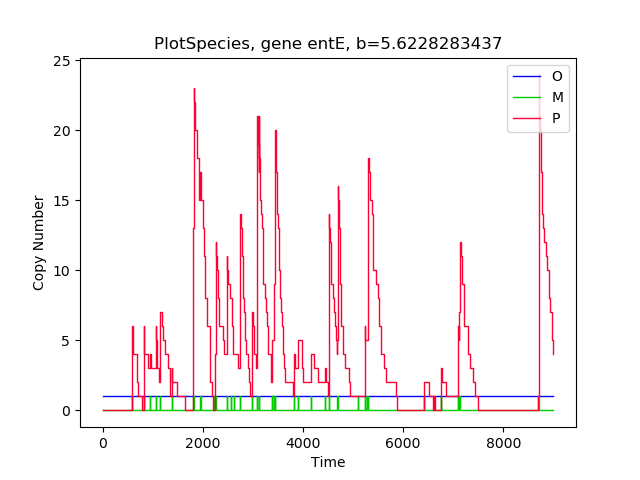 PlotSpecies, gene entE, b=5.6228283437
25
20
15
10
5
0
Copy Number
O
M
P
0 2000 4000 6000 8000
Time